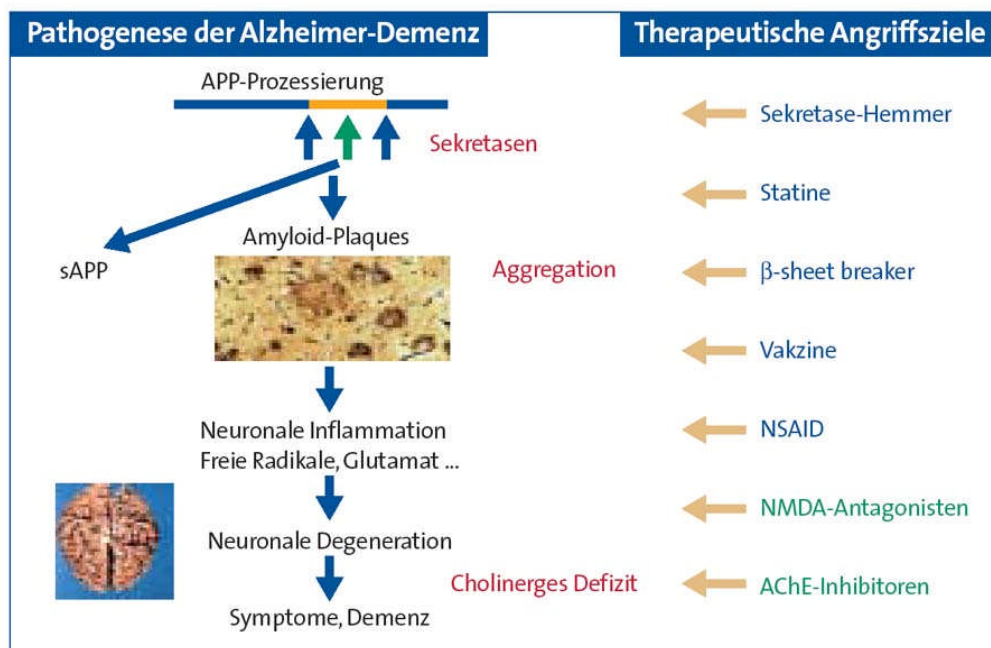 Pathogenese der Alzheimer-Demenz
Therapeutische Angriffsziele
APP-Prozessierung
Sekretasen
Sekretase-Hemmer
Statine
sAPP
Amyloid-Plaques
Aggregation
β-sheet breaker
Vakzine
Neuronale Inflammation
Freie Radikale, Glutamat ...
NSAID
NMDA-Antagonisten
Neuronale Degeneration
Cholinerges Defizit
AChE-Inhibitoren
Symptome, Demenz